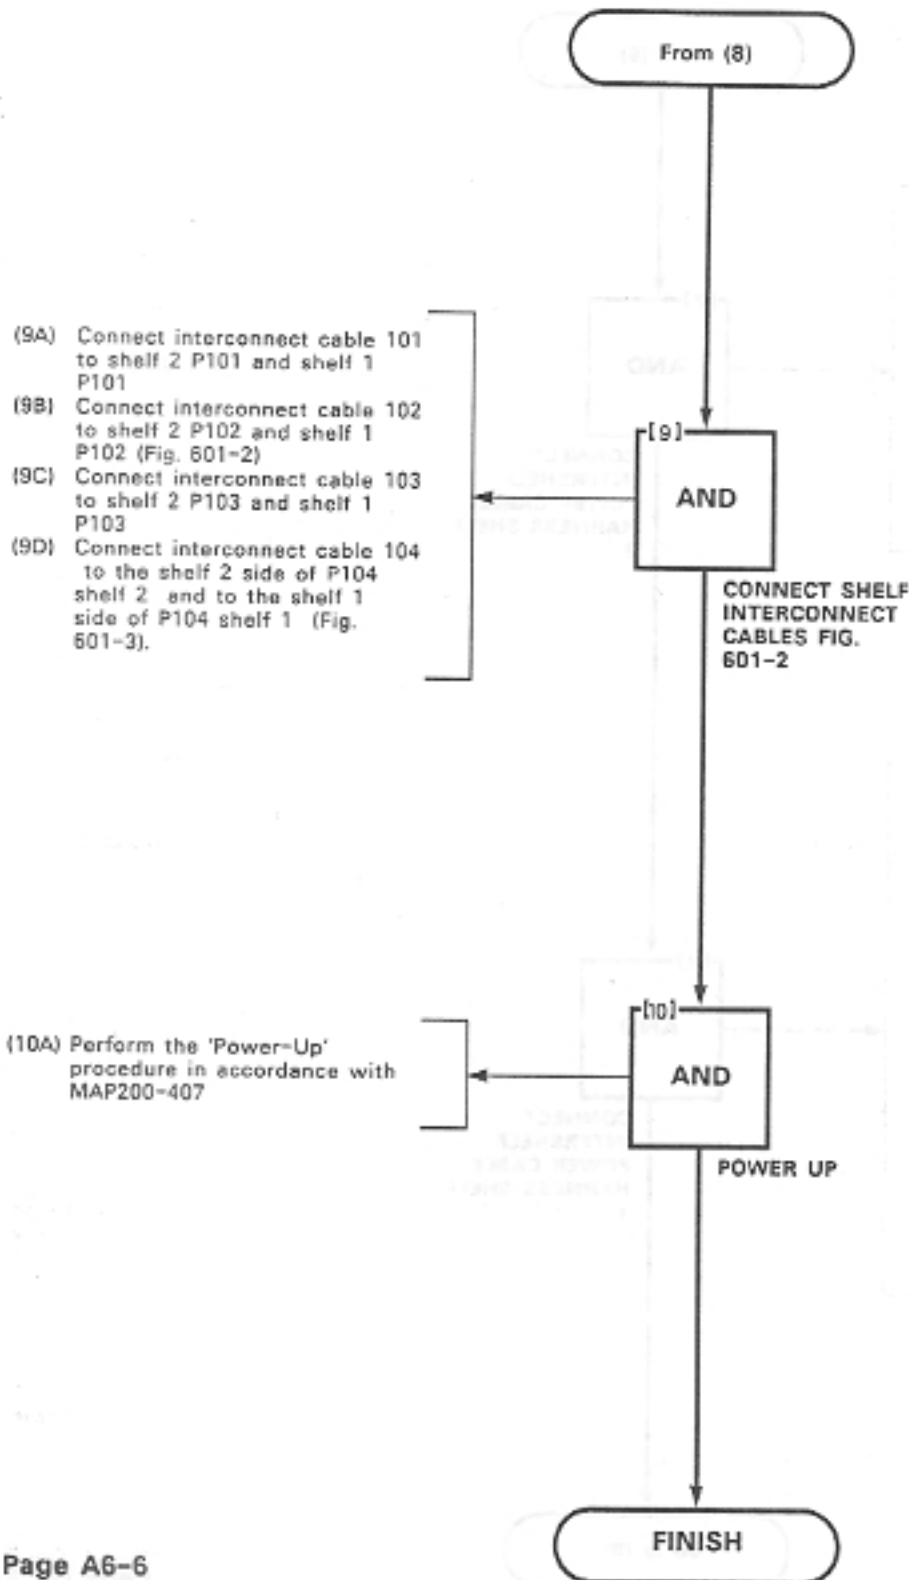 From (8)
(9A) Connect interconnect cable 101
to shelf 2 P101 and shelf 1
P101
(9B) Connect interconnect cable 102
to shelf 2 P102 and shelf 1
P102 (Fig. 601-2)
(9C) Connect interconnect cable 103
to shelf 2 P103 and shelf 1
P103
(9D) Connect interconnect cable 104
to the shelf 2 side of P104
shelf 2 and to the shelf 1
side of P104 shelf 1 (Fig.
601-3).
[9]
AND
CONNECT SHELF
INTERCONNECT
CABLES FIG.
601-2
(10A) Perform the 'Power-Up'
procedure in accordance with
MAP200-407
[10]
AND
POWER UP
FINISH
Page A6-6